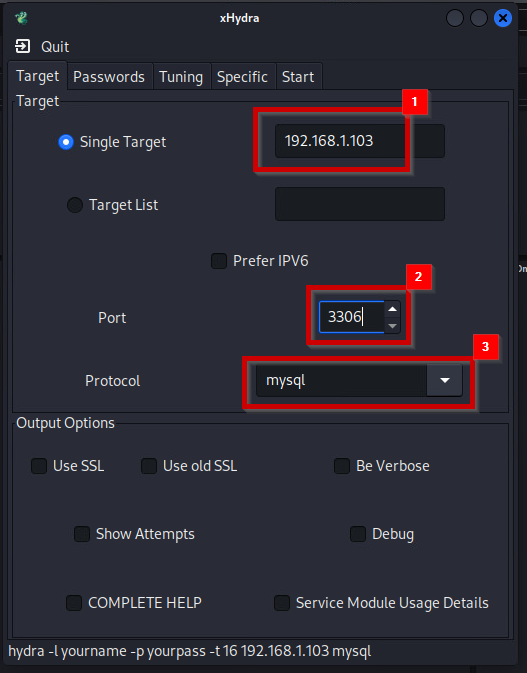 xHydra
Quit
Target Passwords Tuning Specific Start
Target
1
Single Target 192.168.1.103
Target List
Prefer IPV6
2
Port 3306
3
Protocol mysql
Output Options
Use SSL Use old SSL Be Verbose
Show Attempts Debug
COMPLETE HELP Service Module Usage Details
hydra -l yourname -p yourpass -t 16 192.168.1.103 mysql